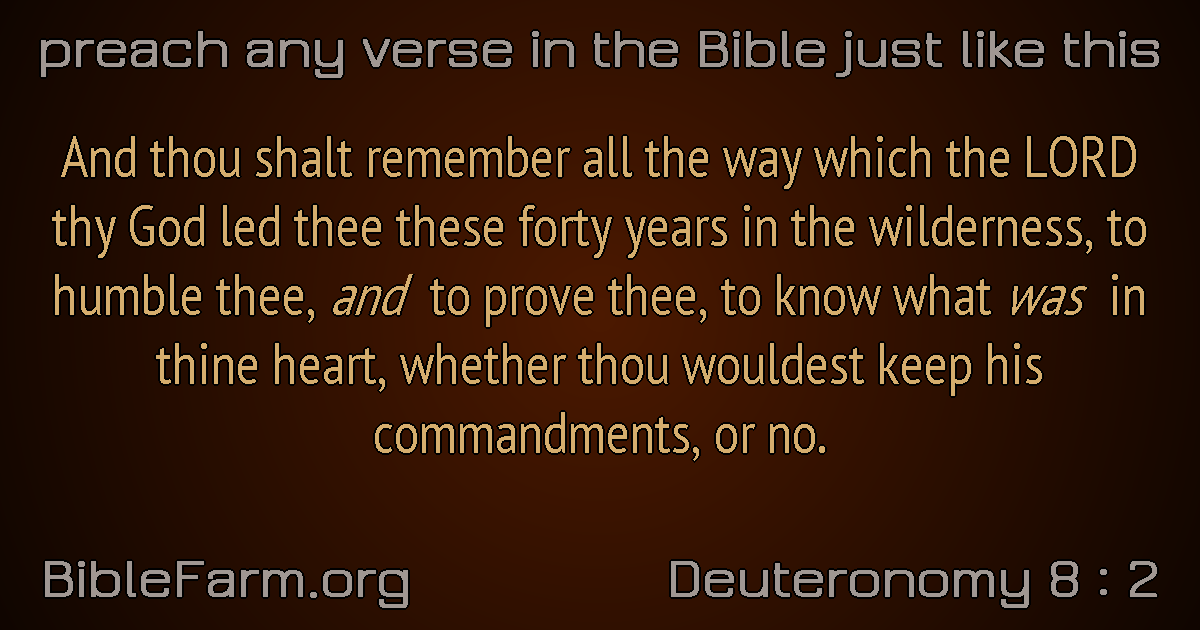 preach any verse in the Bible just like this
And thou shalt remember all the way which the LORD
thy God led thee these forty years in the wilderness, to
humble thee, and to prove thee, to know what was in
thine heart, whether thou wouldest keep his
commandments, or no.
BibleFarm.org
Deuteronomy 8 : 2